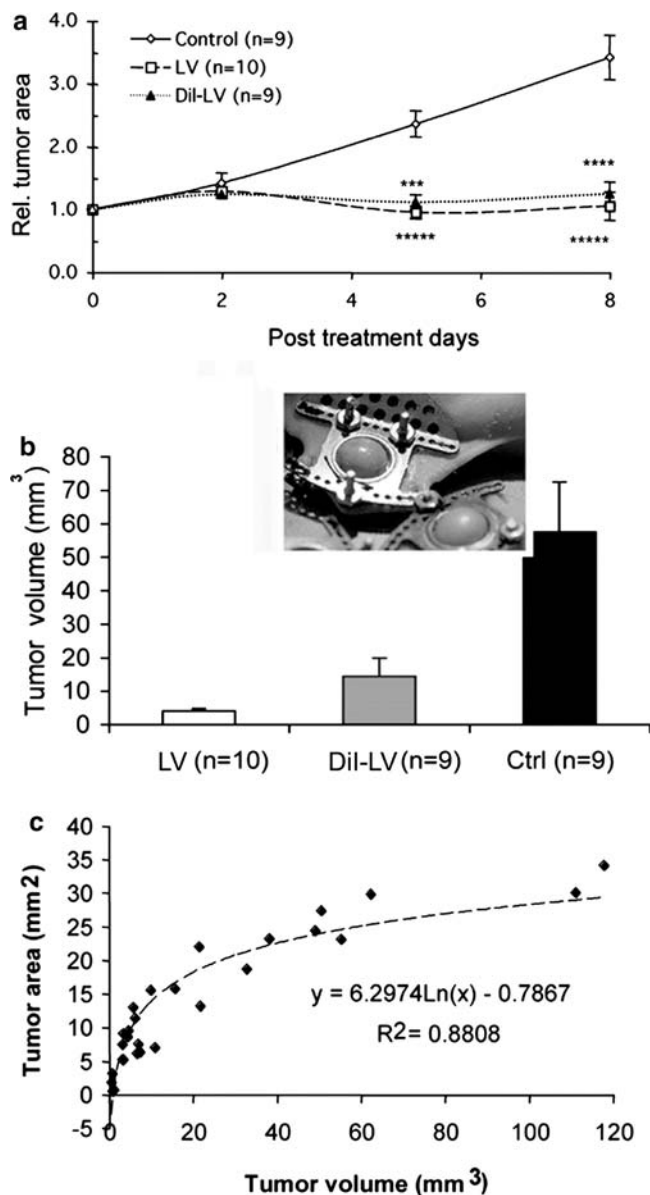 a
Control (n=9)
LV (n=10)
Dil-LV (n=9)
Rel. tumor area
4.0
3.0
2.0
1.0
0.0
***
*****
****
*****
0 2 4 6 8
Post treatment days
b
Tumor volume (mm3)
80
70
60
50
40
30
20
10
0
LV (n=10) Dil-LV (n=9) Ctrl (n=9)
c
Tumor area (mm2)
40
35
30
25
20
15
10
5
0
-5
y = 6.2974Ln(x) - 0.7867
R2= 0.8808
0 20 40 60 80 100 120
Tumor volume (mm3)